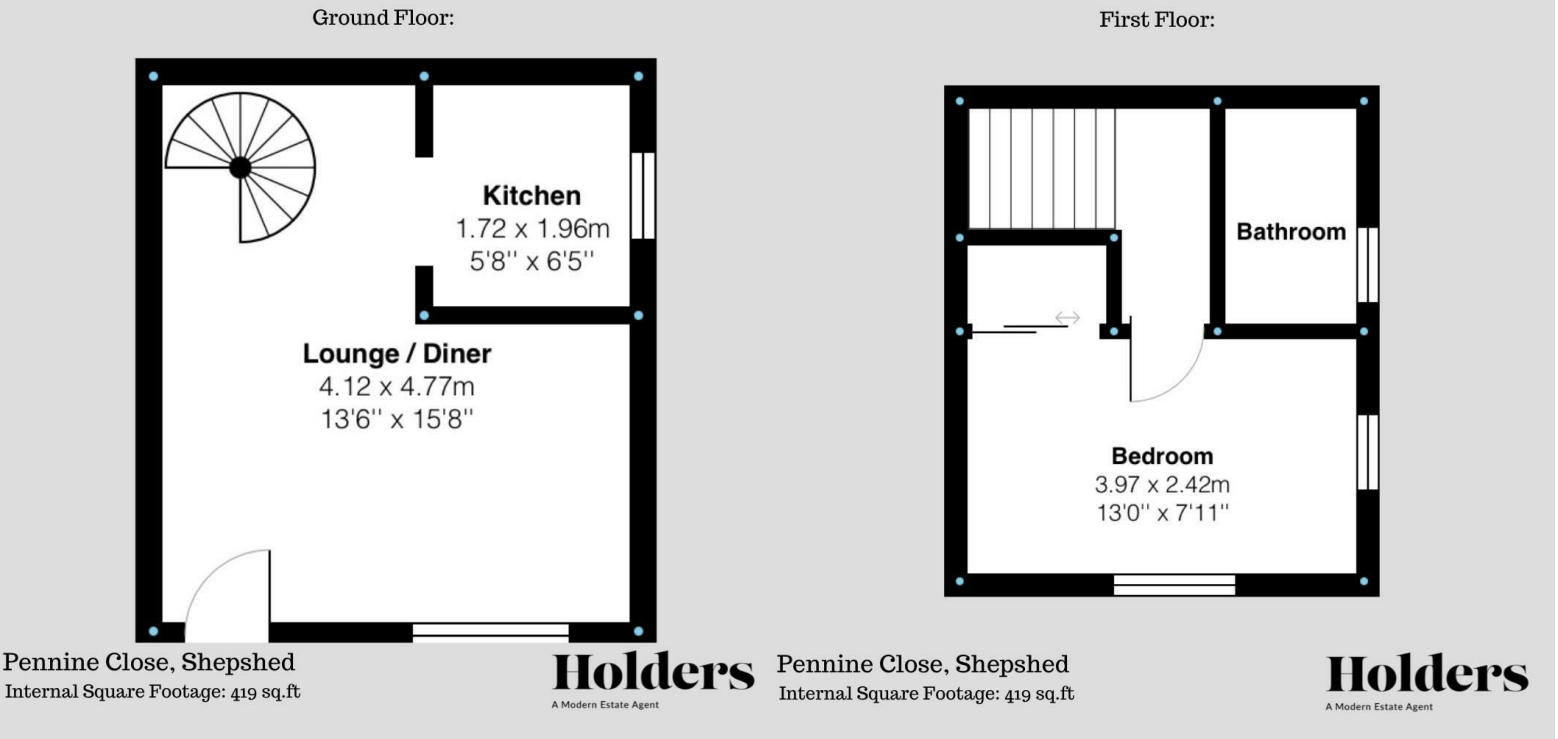 Ground Floor:
Kitchen
1.72 x 1.96m
5'8'' x 6'5''
Lounge / Diner
4.12 x 4.77m
13'6'' x 15'8''
Pennine Close, Shepshed
Internal Square Footage: 419 sq.ft
Holders
A Modern Estate Agent
First Floor:
Bathroom
Bedroom
3.97 x 2.42m
13'0'' x 7'11''
Pennine Close, Shepshed
Internal Square Footage: 419 sq.ft
Holders
A Modern Estate Agent